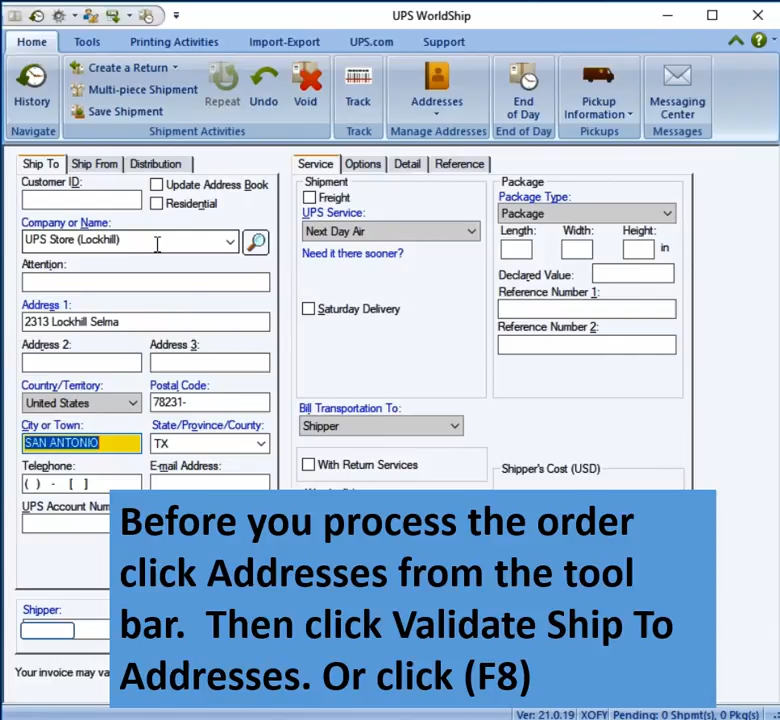 UPS WorldShip
Home Tools Printing Activities Import-Export UPS.com Support
History
Create a Return
Multi-piece Shipment
Save Shipment
Repeat
Undo
Void
Track
Addresses
End
of Day
Pickup
Information
Messaging
Center
Navigate Shipment Activities Track Manage Addresses End of Day Pickups Messages
Ship To Ship From Distribution
Customer ID:
Update Address Book
Residential
Company or Name:
UPS Store (Lockhill)
Attention:
Address 1:
2313 Lockhill Selma
Address 2: Address 3:
Country/Territory: Postal Code:
United States 78231-
City or Town: State/Province/County:
SAN ANTONIO TX
Telephone: E-mail Address:
( ) - [ ]
UPS Account Num
Shipper:
Your invoice may va
Service Options Detail Reference
Shipment
Freight
UPS Service:
Next Day Air
Need it there sooner?
Saturday Delivery
Bill Transportation To:
Shipper
With Return Services
Package
Package Type:
Package
Length: Width: Height:
in
Declared Value:
Reference Number 1:
Reference Number 2:
Shipper's Cost (USD)
Before you process the order
click Addresses from the tool
bar. Then click Validate Ship To
Addresses. Or click (F8)
Ver: 21.0.19 XOFY Pending: 0 Shpmt(s), 0 Pkg(s)